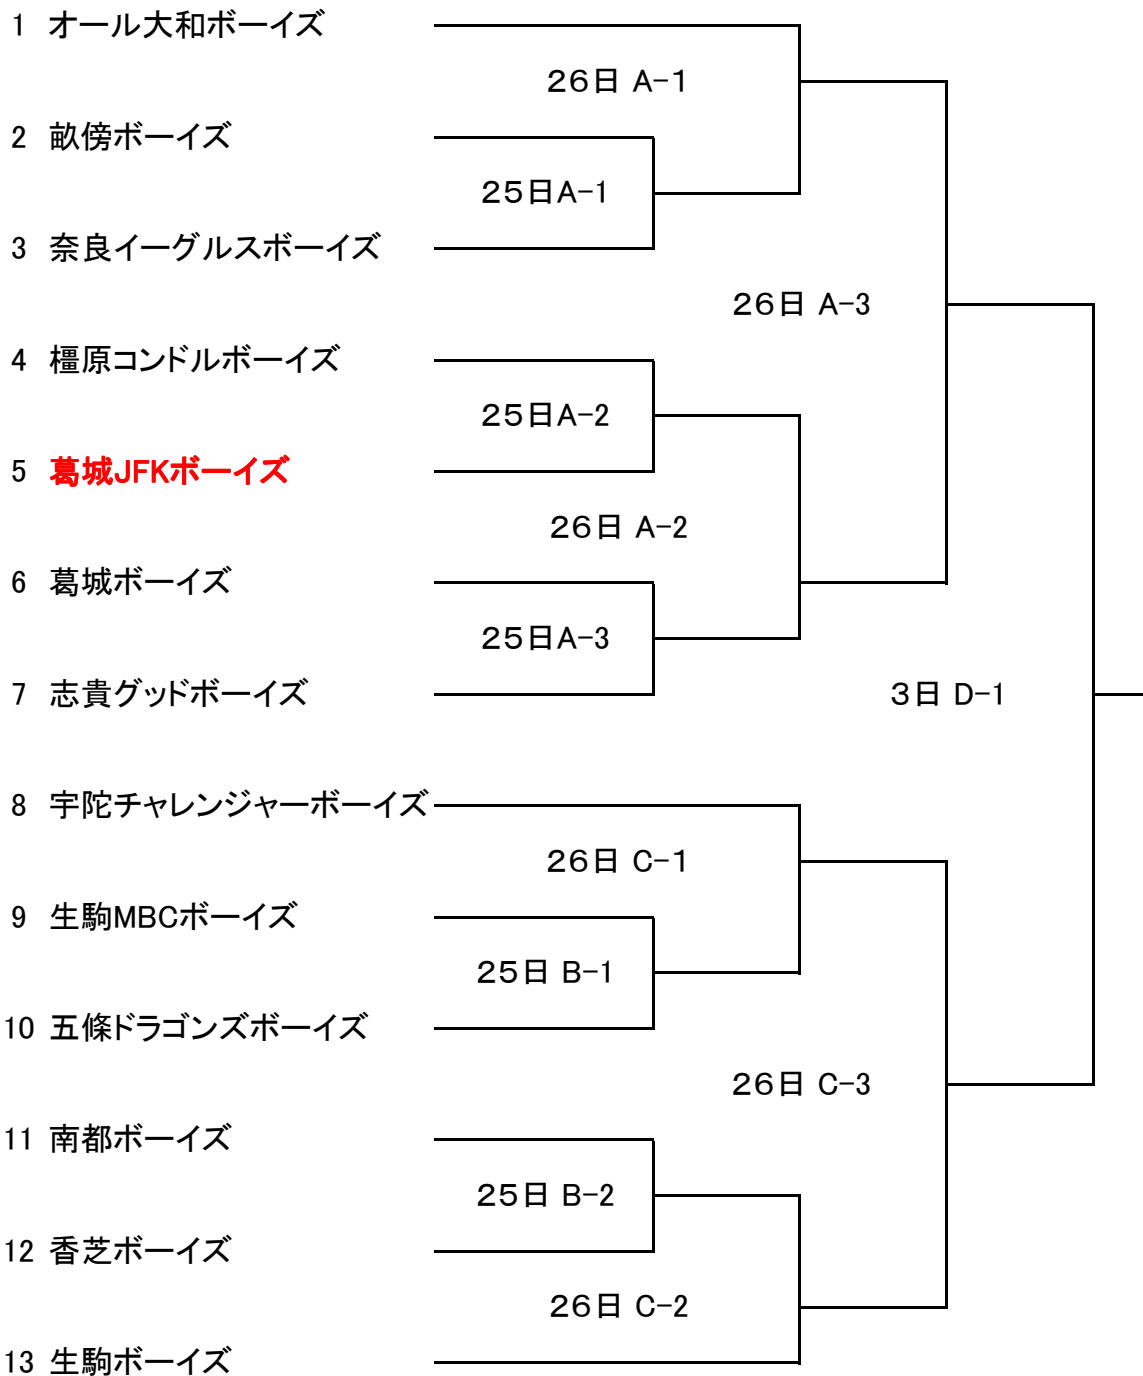 1 オール大和ボーイズ
26日 A-1
2 畝傍ボーイズ
25日A-1
3 奈良イーグルスボーイズ
26日 A-3
4 橿原コンドルボーイズ
25日A-2
5 葛城JFKボーイズ
26日 A-2
6 葛城ボーイズ
25日A-3
7 志貴グッドボーイズ
3日 D-1
8 宇陀チャレンジャーボーイズ
26日 C-1
9 生駒MBCボーイズ
25日 B-1
10 五條ドラゴンズボーイズ
26日 C-3
11 南都ボーイズ
25日 B-2
12 香芝ボーイズ
26日 C-2
13 生駒ボーイズ